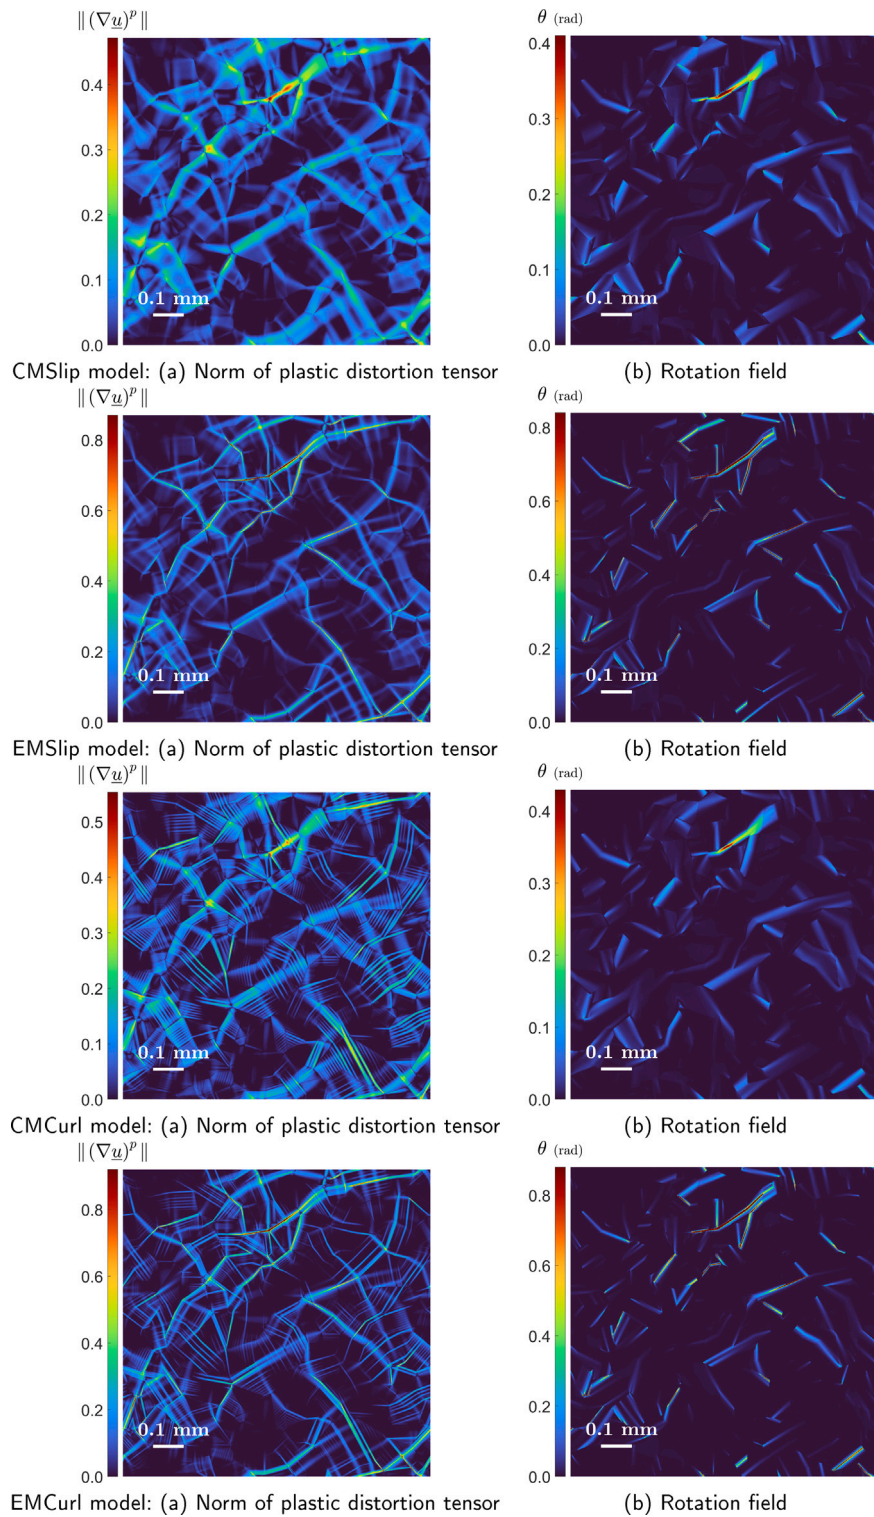 ‖(∇u)ᵖ‖ θ (rad)
0.4 0.4
0.3 0.3
0.2 0.2
0.1 0.1
0.1 mm 0.1 mm
0.0 0.0
CMSlip model: (a) Norm of plastic distortion tensor (b) Rotation field
‖(∇u)ᵖ‖ θ (rad)
0.8 0.8
0.6 0.6
0.4 0.4
0.2 0.2
0.1 mm 0.1 mm
0.0 0.0
EMSlip model: (a) Norm of plastic distortion tensor (b) Rotation field
‖(∇u)ᵖ‖ θ (rad)
0.5 0.4
0.4 0.3
0.3 0.2
0.2 0.1
0.1
0.1 mm 0.1 mm
0.0 0.0
CMCurl model: (a) Norm of plastic distortion tensor (b) Rotation field
‖(∇u)ᵖ‖ θ (rad)
0.8 0.8
0.6 0.6
0.4 0.4
0.2 0.2
0.1 mm 0.1 mm
0.0 0.0
EMCurl model: (a) Norm of plastic distortion tensor (b) Rotation field